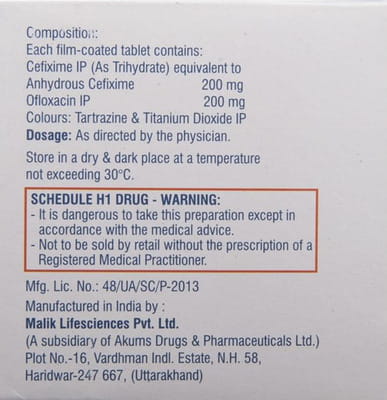 Composition:
Each film-coated tablet contains:
Cefixime IP (As Trihydrate) equivalent to
Anhydrous Cefixime 200 mg
Ofloxacin IP 200 mg
Colours: Tartrazine & Titanium Dioxide IP
Dosage: As directed by the physician.
Store in a dry & dark place at a temperature
not exceeding 30°C.
SCHEDULE H1 DRUG - WARNING:
- It is dangerous to take this preparation except in
accordance with the medical advice.
- Not to be sold by retail without the prescription of a
Registered Medical Practitioner.
Mfg. Lic. No.: 48/UA/SC/P-2013
Manufactured in India by :
Malik Lifesciences Pvt. Ltd.
(A subsidiary of Akums Drugs & Pharmaceuticals Ltd.)
Plot No.-16, Vardhman Indl. Estate, N.H. 58,
Haridwar-247 667, (Uttarakhand)